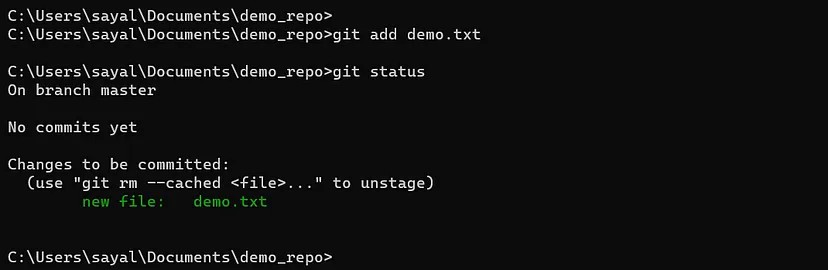 C:\Users\sayal\Documents\demo_repo>
C:\Users\sayal\Documents\demo_repo>git add demo.txt
C:\Users\sayal\Documents\demo_repo>git status
On branch master
No commits yet
Changes to be committed:
  (use "git rm --cached <file>..." to unstage)
        new file:   demo.txt
C:\Users\sayal\Documents\demo_repo>